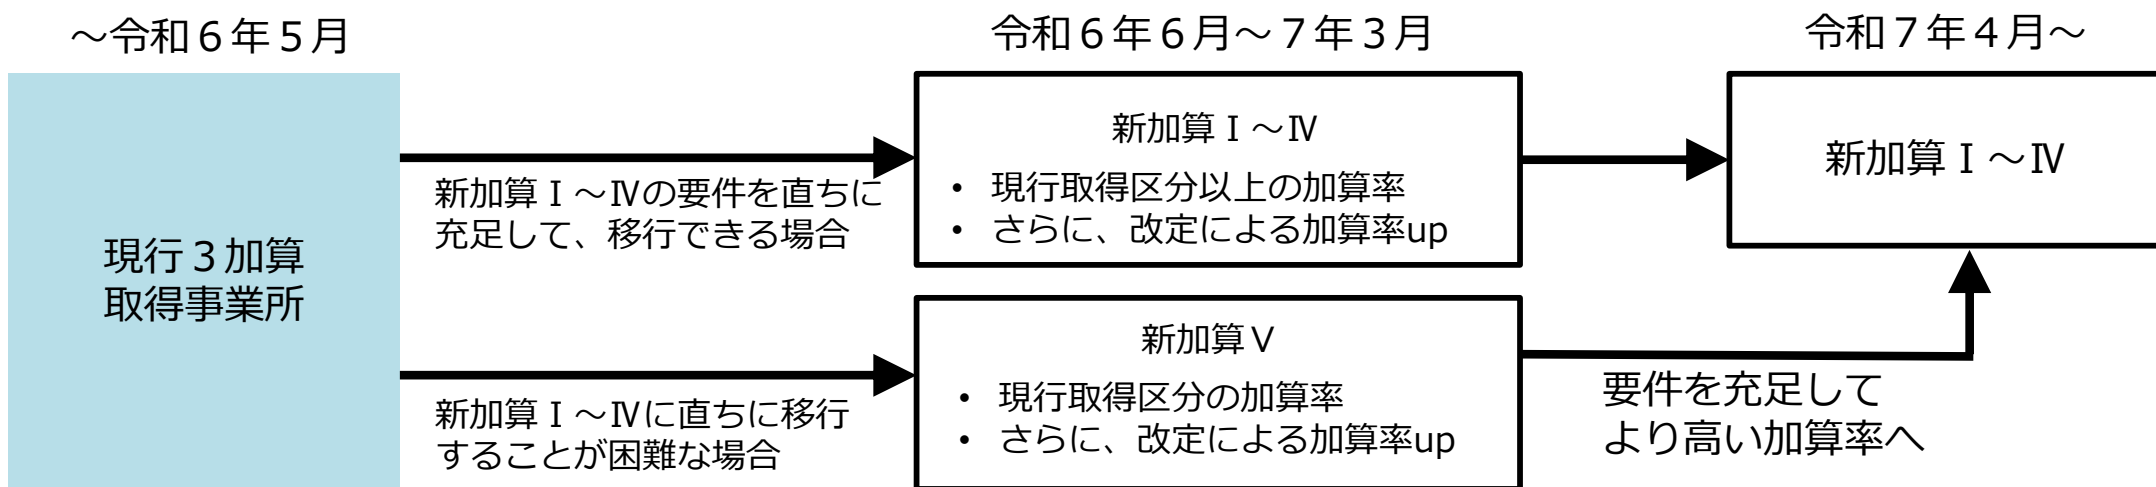 ～令和６年５月
令和６年６月～７年３月
令和７年４月～
現行３加算
取得事業所
新加算Ⅰ～Ⅳの要件を直ちに
充足して、移行できる場合
新加算Ⅰ～Ⅳ
• 現行取得区分以上の加算率
• さらに、改定による加算率up
新加算Ⅰ～Ⅳ
新加算Ⅰ～Ⅳに直ちに移行
することが困難な場合
新加算Ⅴ
• 現行取得区分の加算率
• さらに、改定による加算率up
要件を充足して
より高い加算率へ